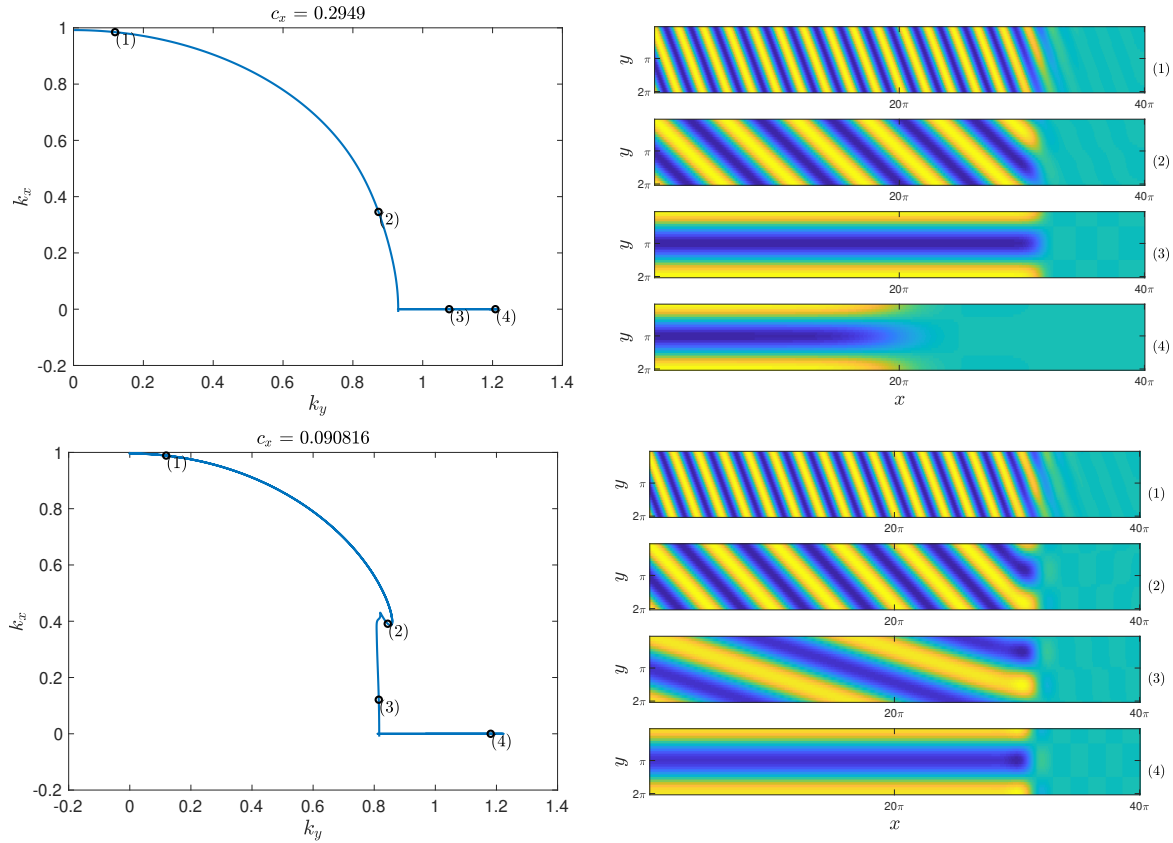 c_x = 0.2949
1
0.8
0.6
0.4
0.2
0
-0.2
k_x
(1)
(2)
(3)
(4)
0 0.2 0.4 0.6 0.8 1 1.2 1.4
k_y
y
π
2π
20π 40π
(1)
y
π
2π
20π 40π
(2)
y
π
2π
20π 40π
(3)
y
π
2π
20π 40π
(4)
x
c_x = 0.090816
1
0.8
0.6
0.4
0.2
0
-0.2
k_x
(1)
(2)
(3)
(4)
-0.2 0 0.2 0.4 0.6 0.8 1 1.2 1.4
k_y
y
π
2π
20π 40π
(1)
y
π
2π
20π 40π
(2)
y
π
2π
20π 40π
(3)
y
π
2π
20π 40π
(4)
x